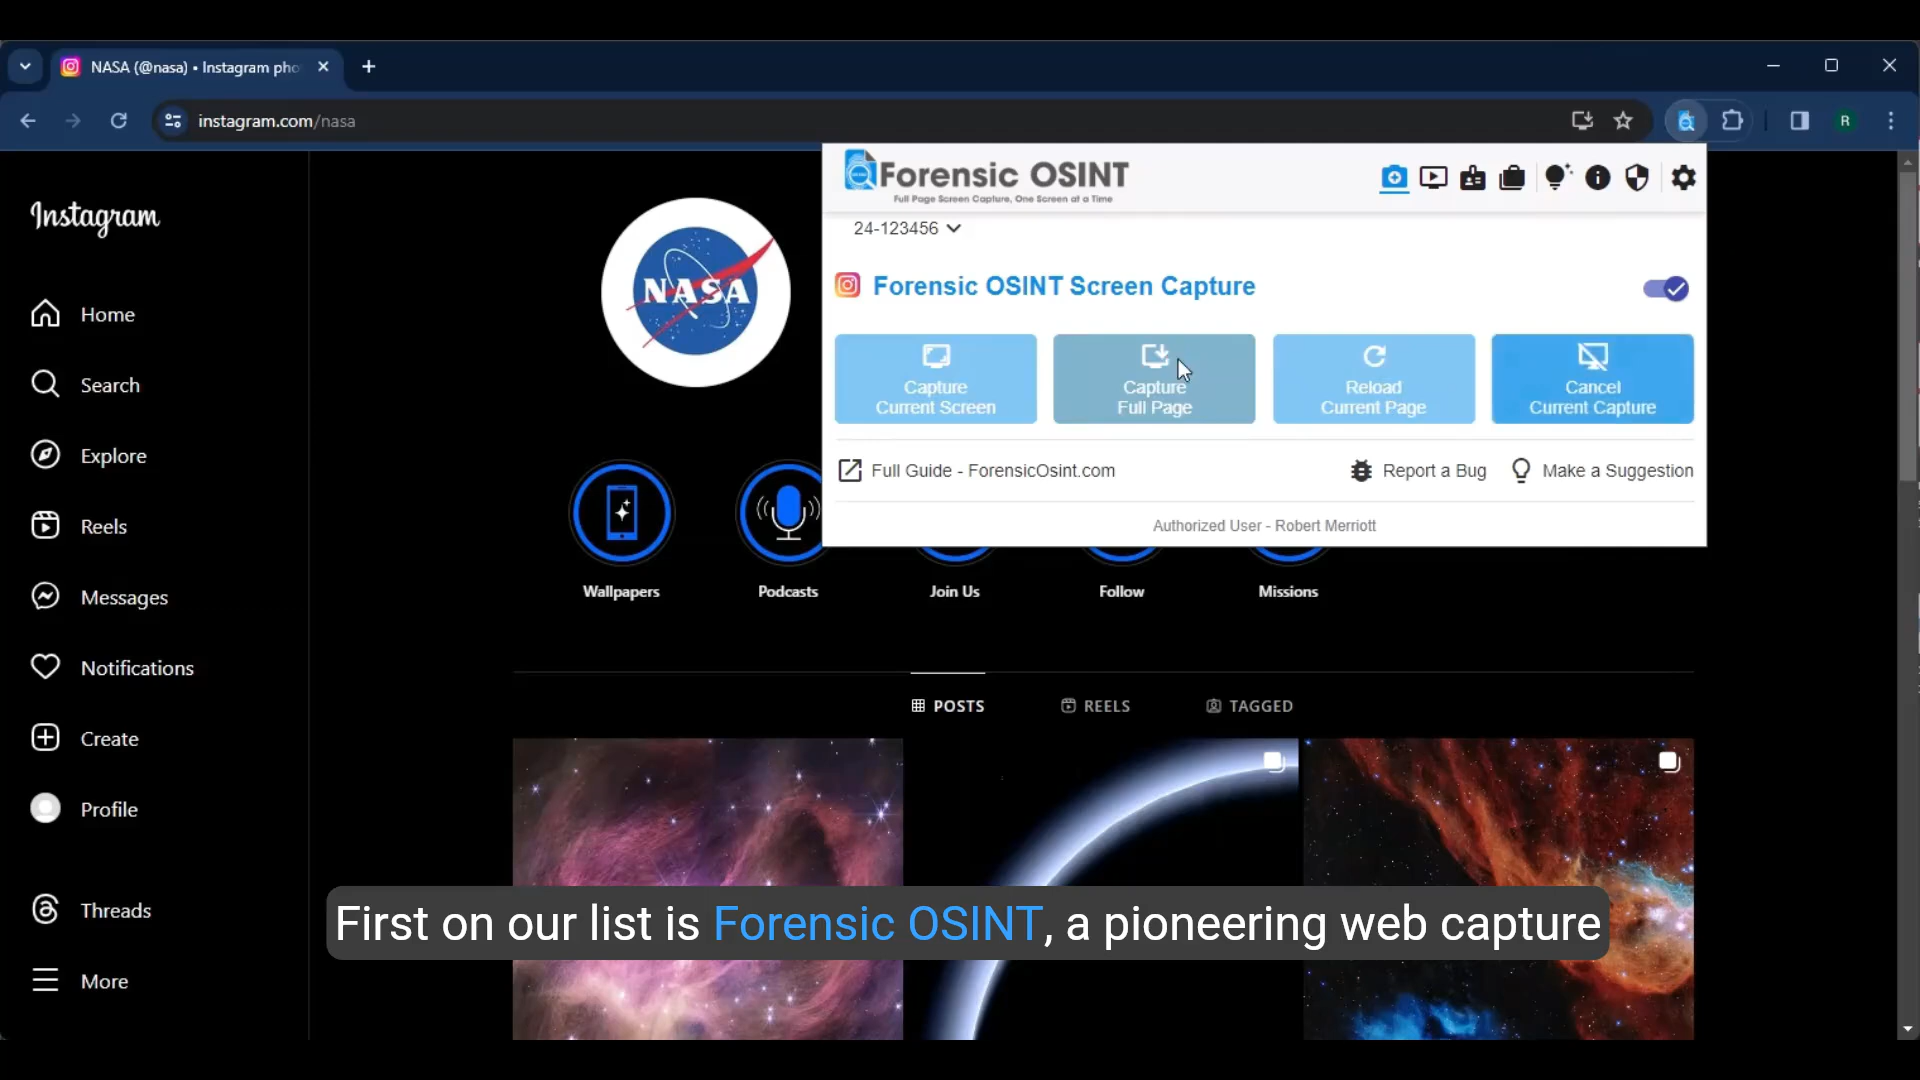 NASA (@nasa) • Instagram pho
instagram.com/nasa
R
Instagram
Home
Search
Explore
Reels
Messages
Notifications
Create
Profile
Threads
More
NASA
Wallpapers
Podcasts
Join Us
Follow
Missions
POSTS
REELS
TAGGED
Forensic OSINT
Full Page Screen Capture, One Screen at a Time
24-123456
Forensic OSINT Screen Capture
Capture
Current Screen
Capture
Full Page
Reload
Current Page
Cancel
Current Capture
Full Guide - ForensicOsint.com
Report a Bug
Make a Suggestion
Authorized User - Robert Merriott
First on our list is Forensic OSINT, a pioneering web capture